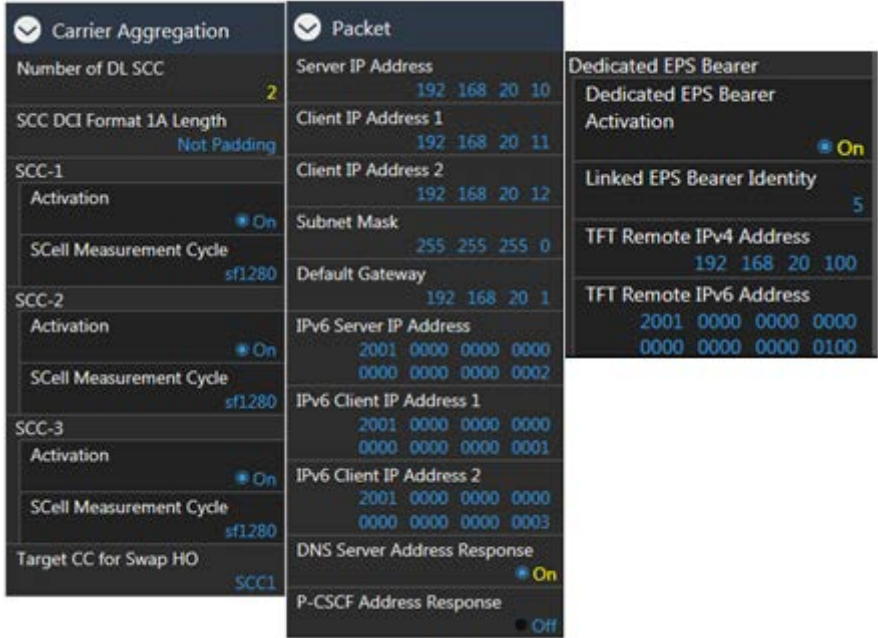 Carrier Aggregation
Number of DL SCC
2
SCC DCI Format 1A Length
Not Padding
SCC-1
Activation
On
SCell Measurement Cycle
sf1280
SCC-2
Activation
On
SCell Measurement Cycle
sf1280
SCC-3
Activation
On
SCell Measurement Cycle
sf1280
Target CC for Swap HO
SCC1
Packet
Server IP Address
192 168 20 10
Client IP Address 1
192 168 20 11
Client IP Address 2
192 168 20 12
Subnet Mask
255 255 255 0
Default Gateway
192 168 20 1
IPv6 Server IP Address
2001 0000 0000 0000
0000 0000 0000 0002
IPv6 Client IP Address 1
2001 0000 0000 0000
0000 0000 0000 0001
IPv6 Client IP Address 2
2001 0000 0000 0000
0000 0000 0000 0003
DNS Server Address Response
On
P-CSCF Address Response
Off
Dedicated EPS Bearer
Dedicated EPS Bearer
Activation
On
Linked EPS Bearer Identity
5
TFT Remote IPv4 Address
192 168 20 100
TFT Remote IPv6 Address
2001 0000 0000 0000
0000 0000 0000 0100